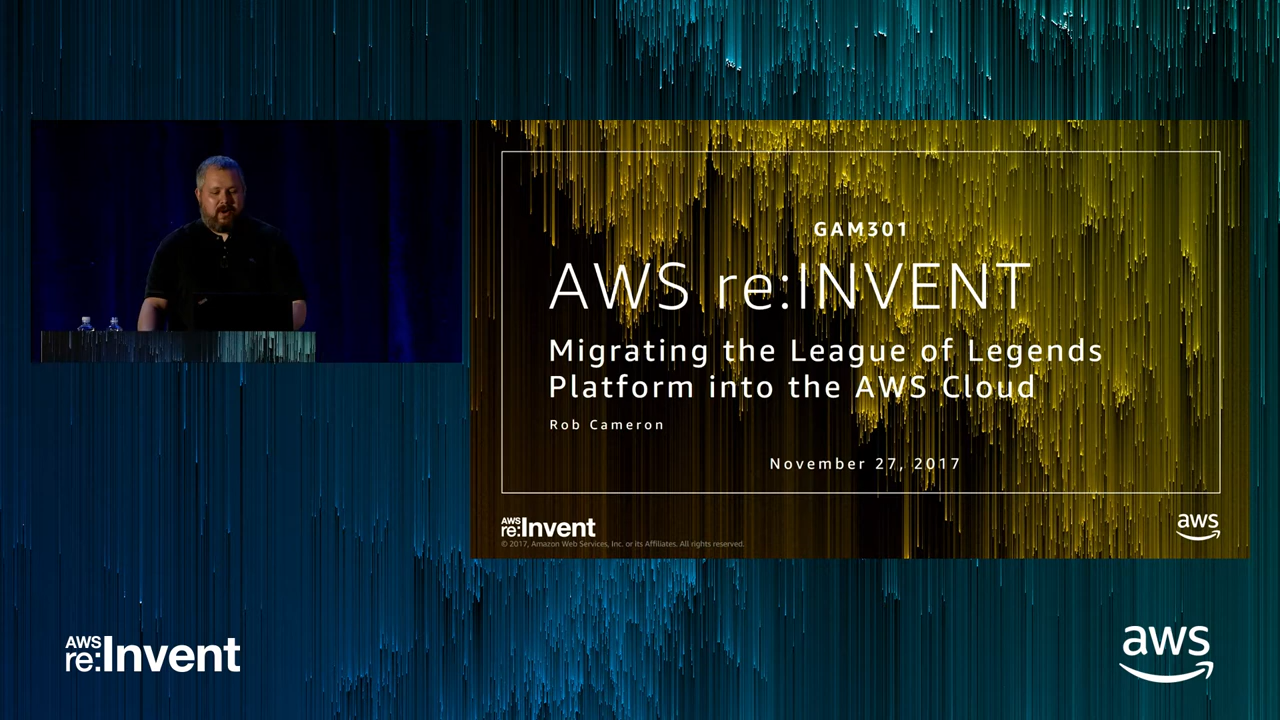 GAM301
AWS re:INVENT
Migrating the League of Legends
Platform into the AWS Cloud
Rob Cameron
November 27, 2017
AWS
re:Invent
© 2017, Amazon Web Services, Inc. or its Affiliates. All rights reserved.
aws
AWS
re:Invent
aws